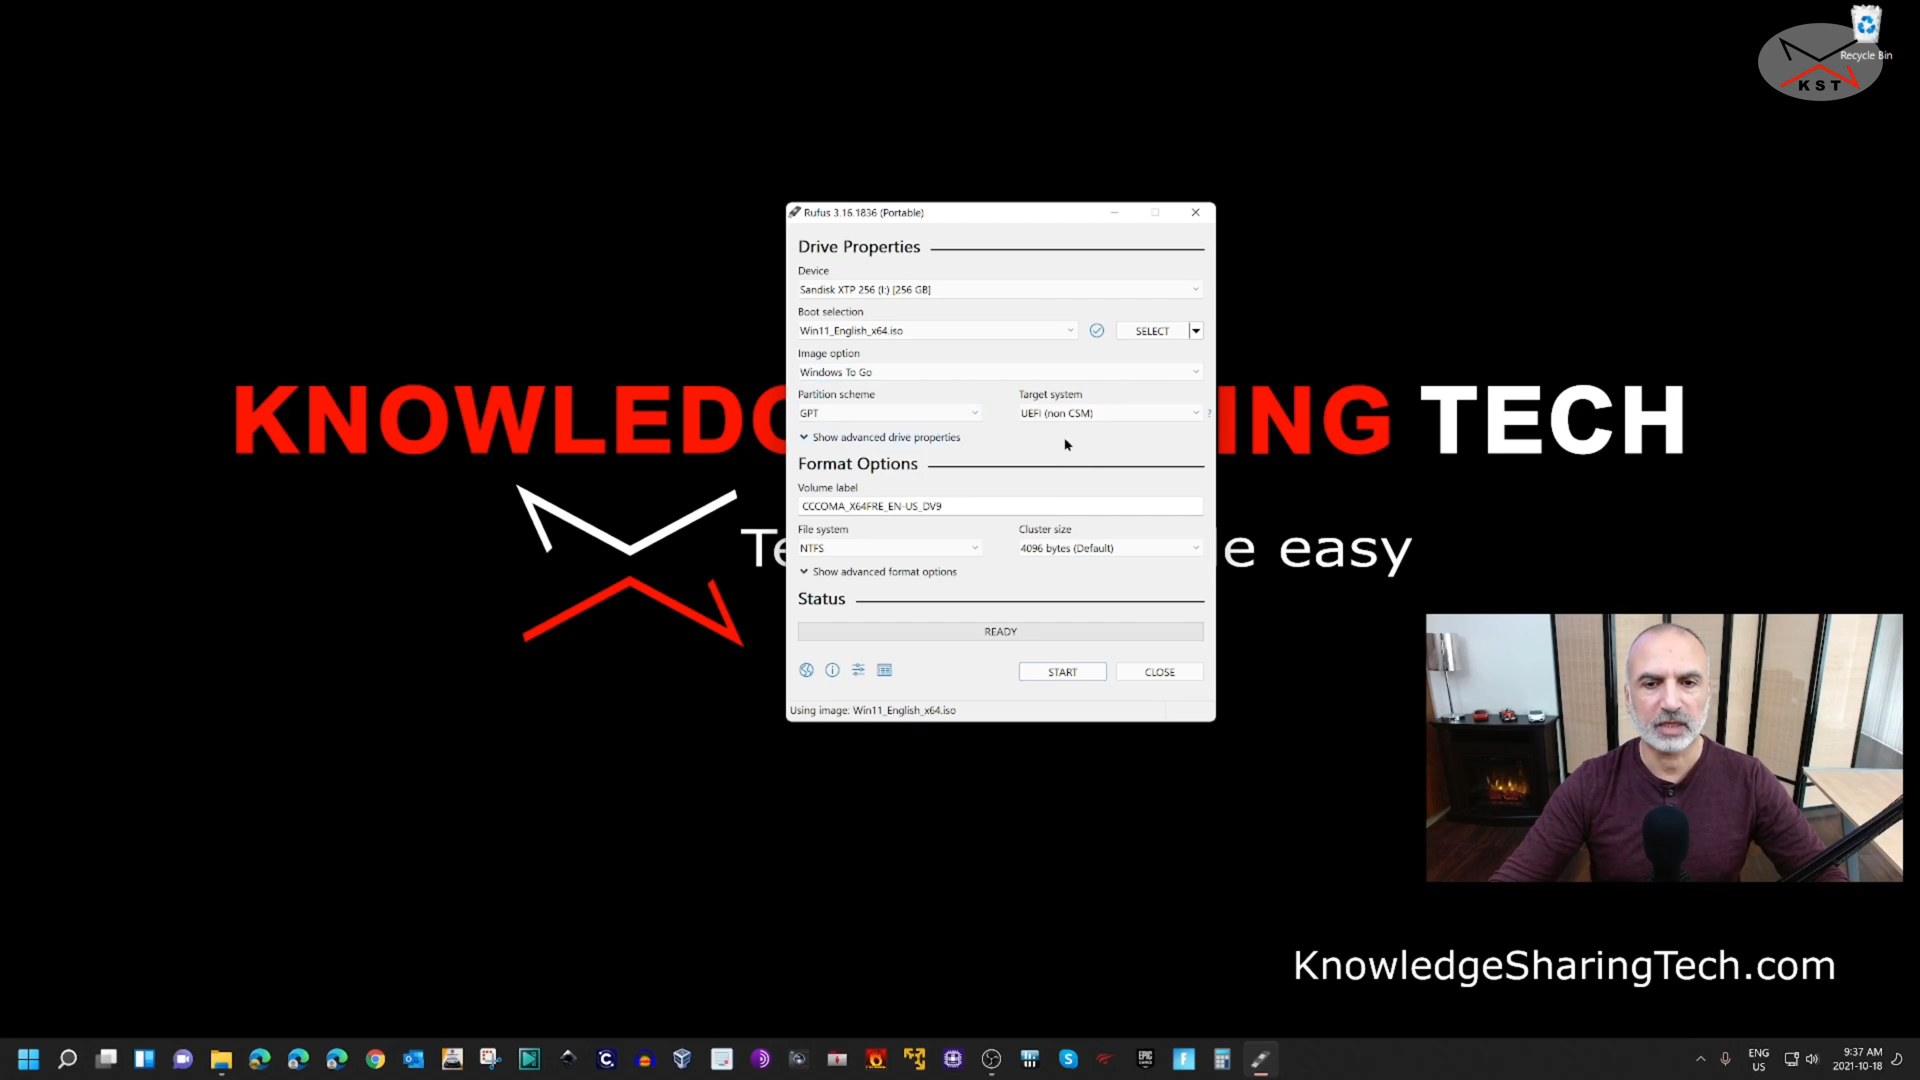 Recycle Bin
KST
Rufus 3.16.1836 (Portable)
Drive Properties
Device
Sandisk XTP 256 (I:) [256 GB]
Boot selection
Win11_English_x64.iso
SELECT
Image option
Windows To Go
Partition scheme
Target system
GPT
UEFI (non CSM)
?
Show advanced drive properties
Format Options
Volume label
CCCOMA_X64FRE_EN-US_DV9
File system
Cluster size
NTFS
4096 bytes (Default)
Show advanced format options
Status
READY
START
CLOSE
Using image: Win11_English_x64.iso
KNOWLEDG ING TECH
Te e easy
KnowledgeSharingTech.com
EPIC
ENG
US
9:37 AM
2021-10-18